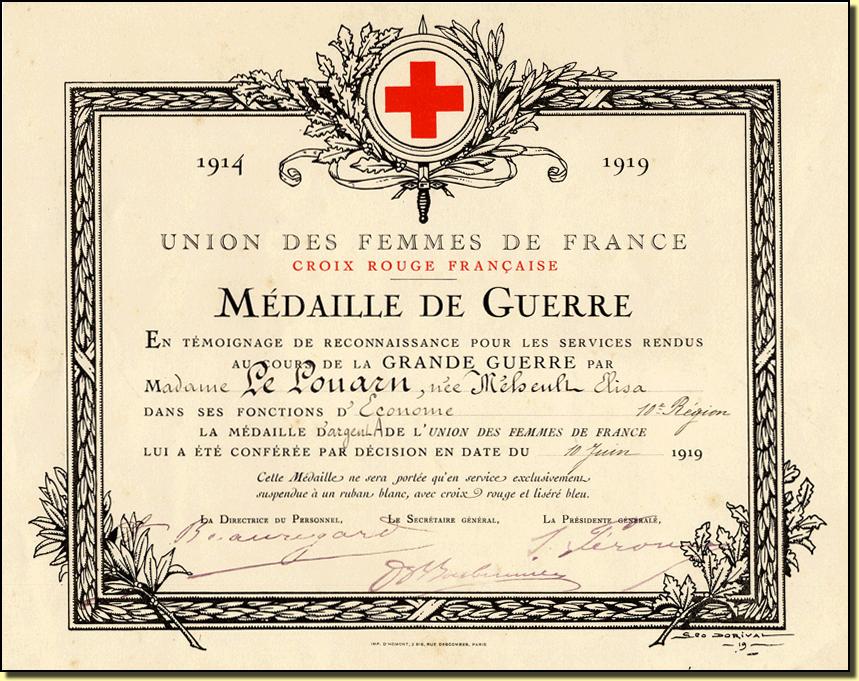 1914 1919
UNION DES FEMMES DE FRANCE
CROIX ROUGE FRANÇAISE
MÉDAILLE DE GUERRE
EN TÉMOIGNAGE DE RECONNAISSANCE POUR LES SERVICES RENDUS
AU COURS DE LA GRANDE GUERRE PAR
Madame Le Louarn, née Méheult Elisa
DANS SES FONCTIONS D'Econome 10e Région
LA MÉDAILLE D'argent A DE L'UNION DES FEMMES DE FRANCE
LUI A ÉTÉ CONFÉRÉE PAR DÉCISION EN DATE DU 10 Juin 1919
Cette Médaille ne sera portée qu'en service exclusivement
suspendue à un ruban blanc, avec croix rouge et liséré bleu.
LA DIRECTRICE DU PERSONNEL, LE SECRÉTAIRE GÉNÉRAL, LA PRÉSIDENTE GÉNÉRALE,
Beauregard
GEO DORIVAL
-19-
IMP. D'HOMONT, 2 BIS, RUE DESCOMBES, PARIS